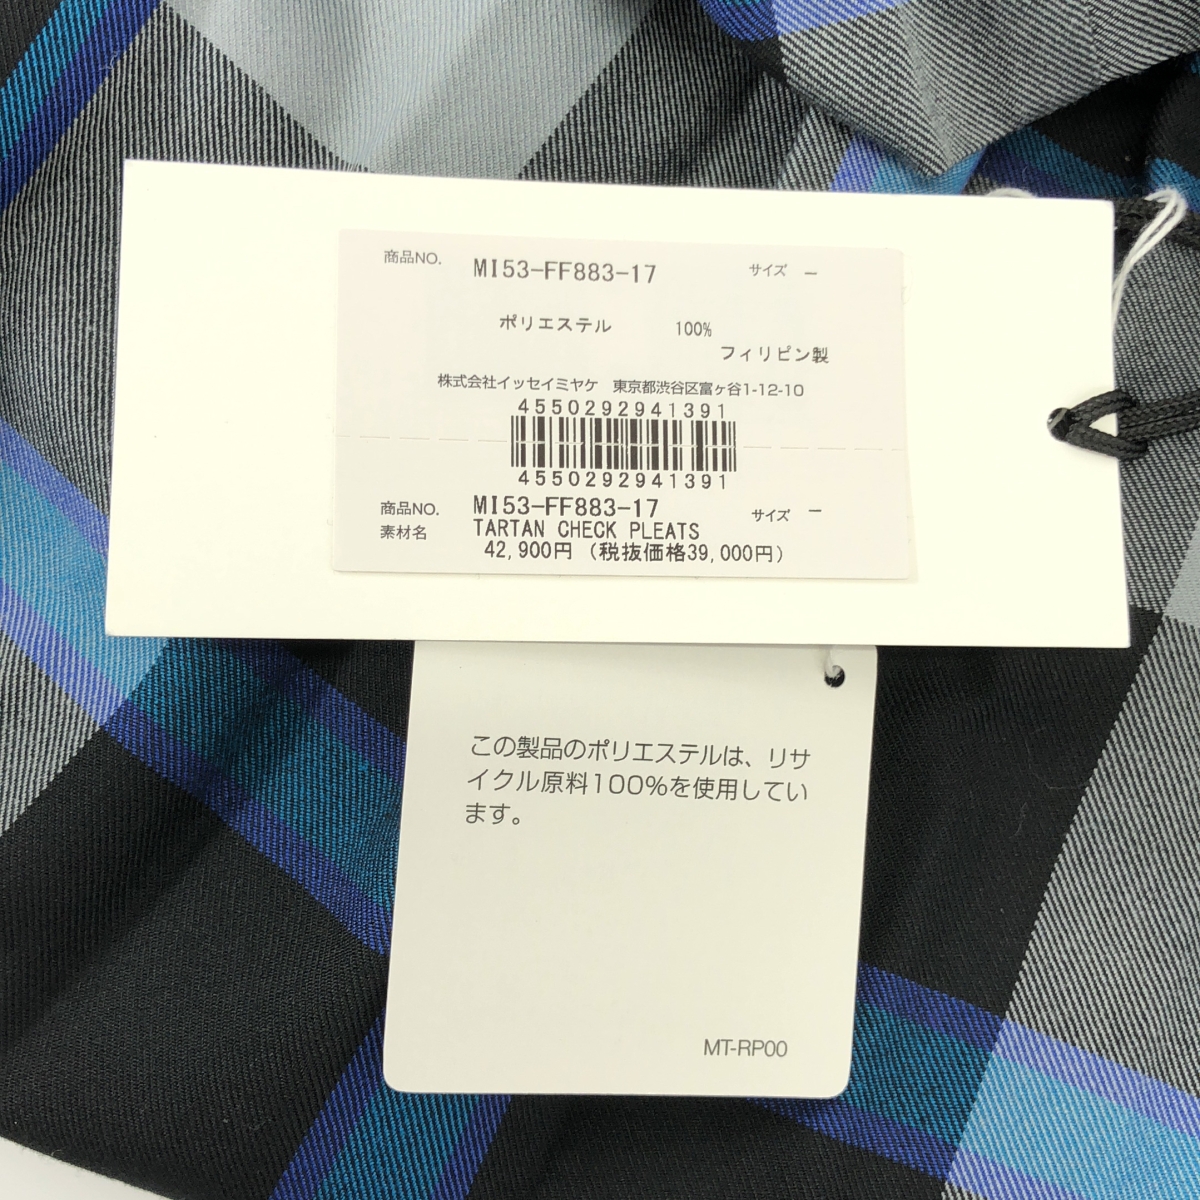 商品NO. MI53-FF883-17 サイズ －
ポリエステル 100%
フィリピン製
株式会社イッセイミヤケ 東京都渋谷区富ヶ谷1-12-10
4550292941391
4550292941391
商品NO. MI53-FF883-17 サイズ －
素材名 TARTAN CHECK PLEATS
42,900円 (税抜価格39,000円)
この製品のポリエステルは、リサ
イクル原料100%を使用してい
ます。
MT-RP00